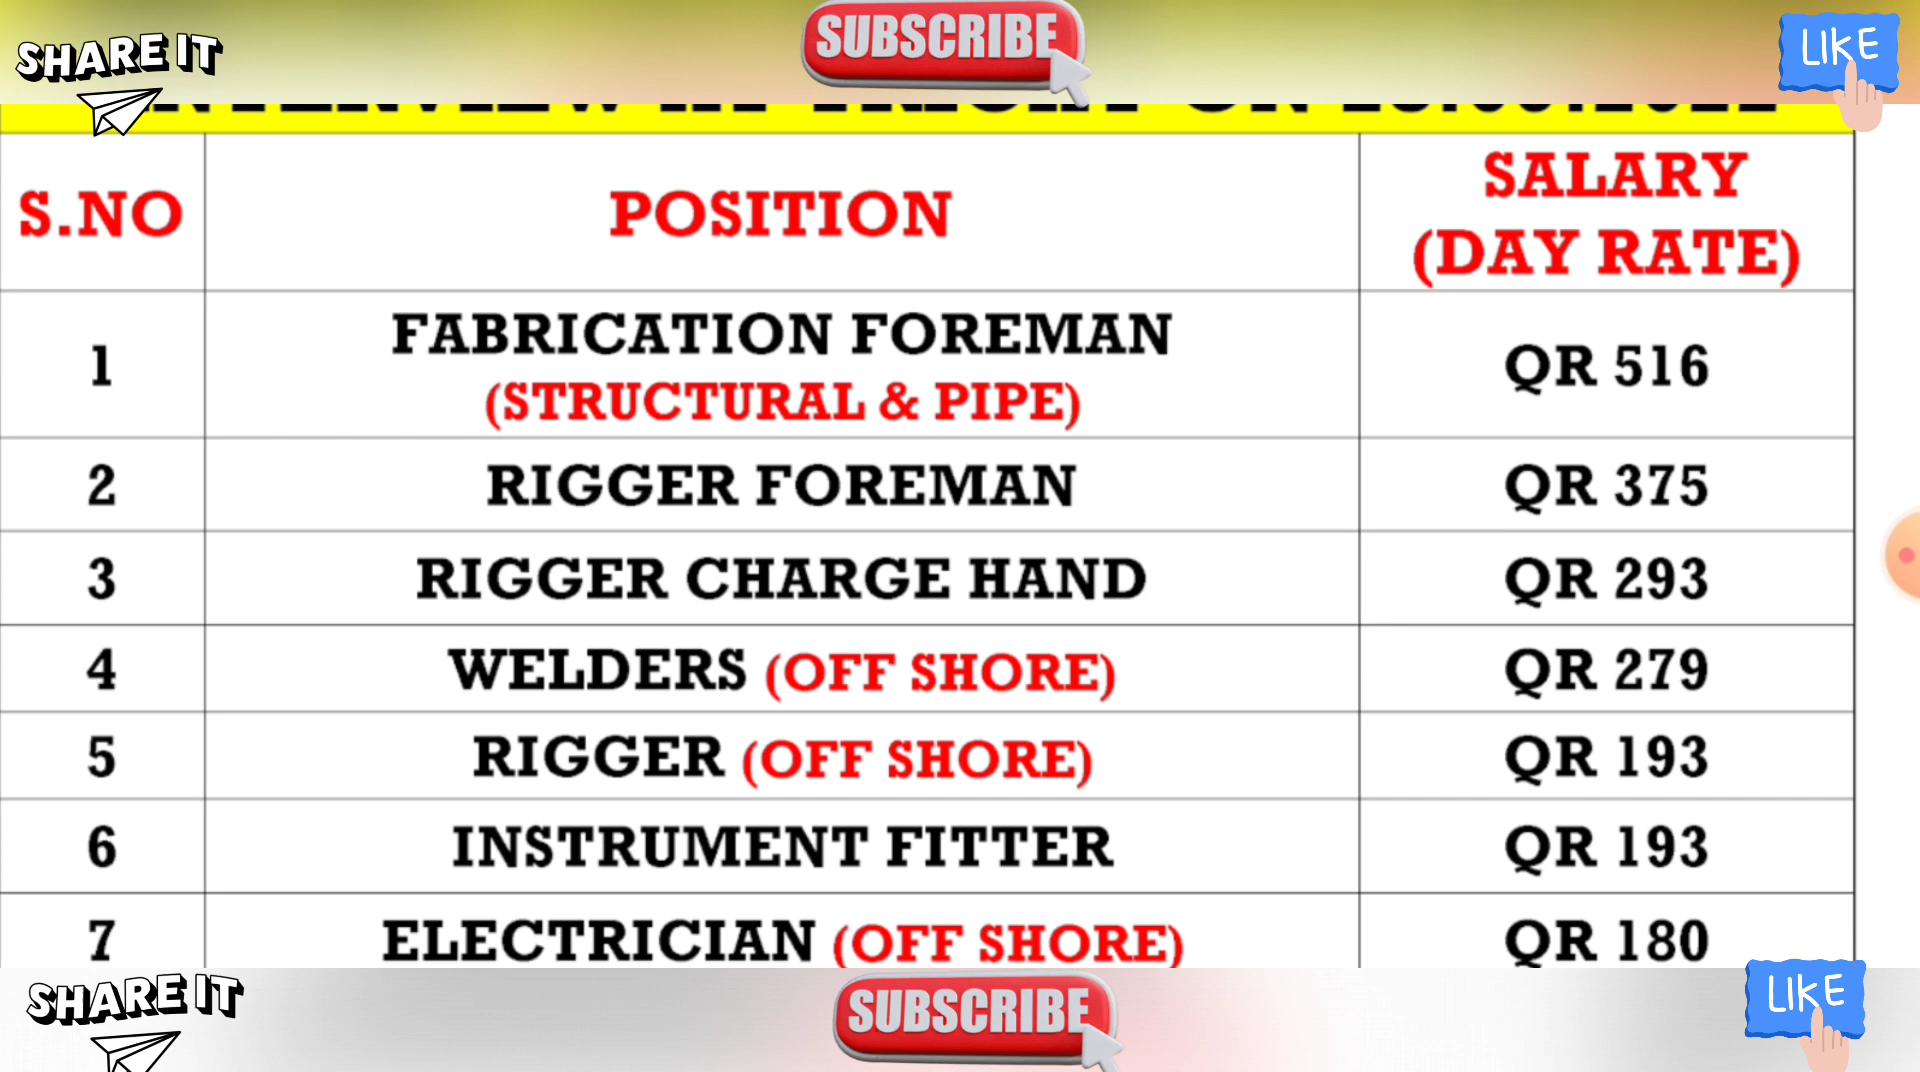 SHARE IT
SUBSCRIBE
LIKE
S.NO
POSITION
SALARY
(DAY RATE)
1
FABRICATION FOREMAN
(STRUCTURAL & PIPE)
QR 516
2
RIGGER FOREMAN
QR 375
3
RIGGER CHARGE HAND
QR 293
4
WELDERS (OFF SHORE)
QR 279
5
RIGGER (OFF SHORE)
QR 193
6
INSTRUMENT FITTER
QR 193
7
ELECTRICIAN (OFF SHORE)
QR 180
SHARE IT
SUBSCRIBE
LIKE